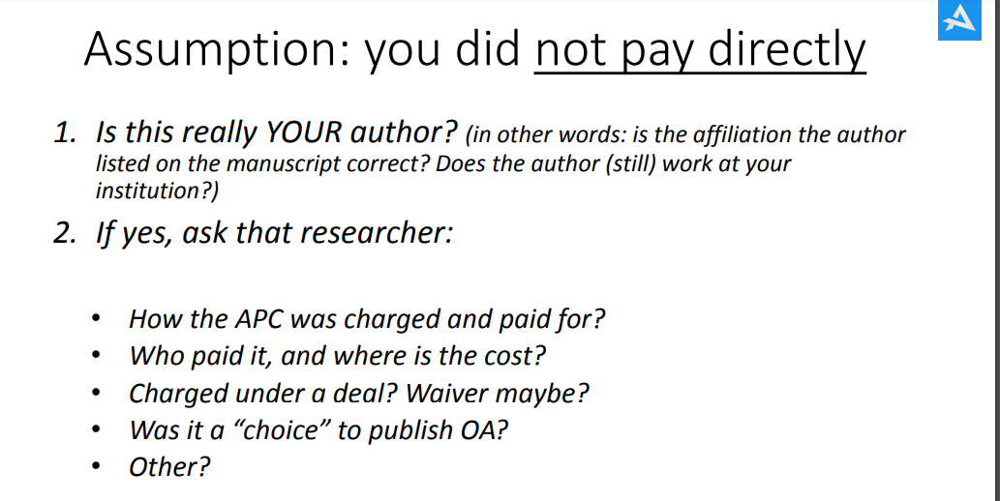 Assumption: you did not pay directly
1. Is this really YOUR author? (in other words: is the affiliation the author
listed on the manuscript correct? Does the author (still) work at your
institution?)
2. If yes, ask that researcher:
• How the APC was charged and paid for?
• Who paid it, and where is the cost?
• Charged under a deal? Waiver maybe?
• Was it a “choice” to publish OA?
• Other?